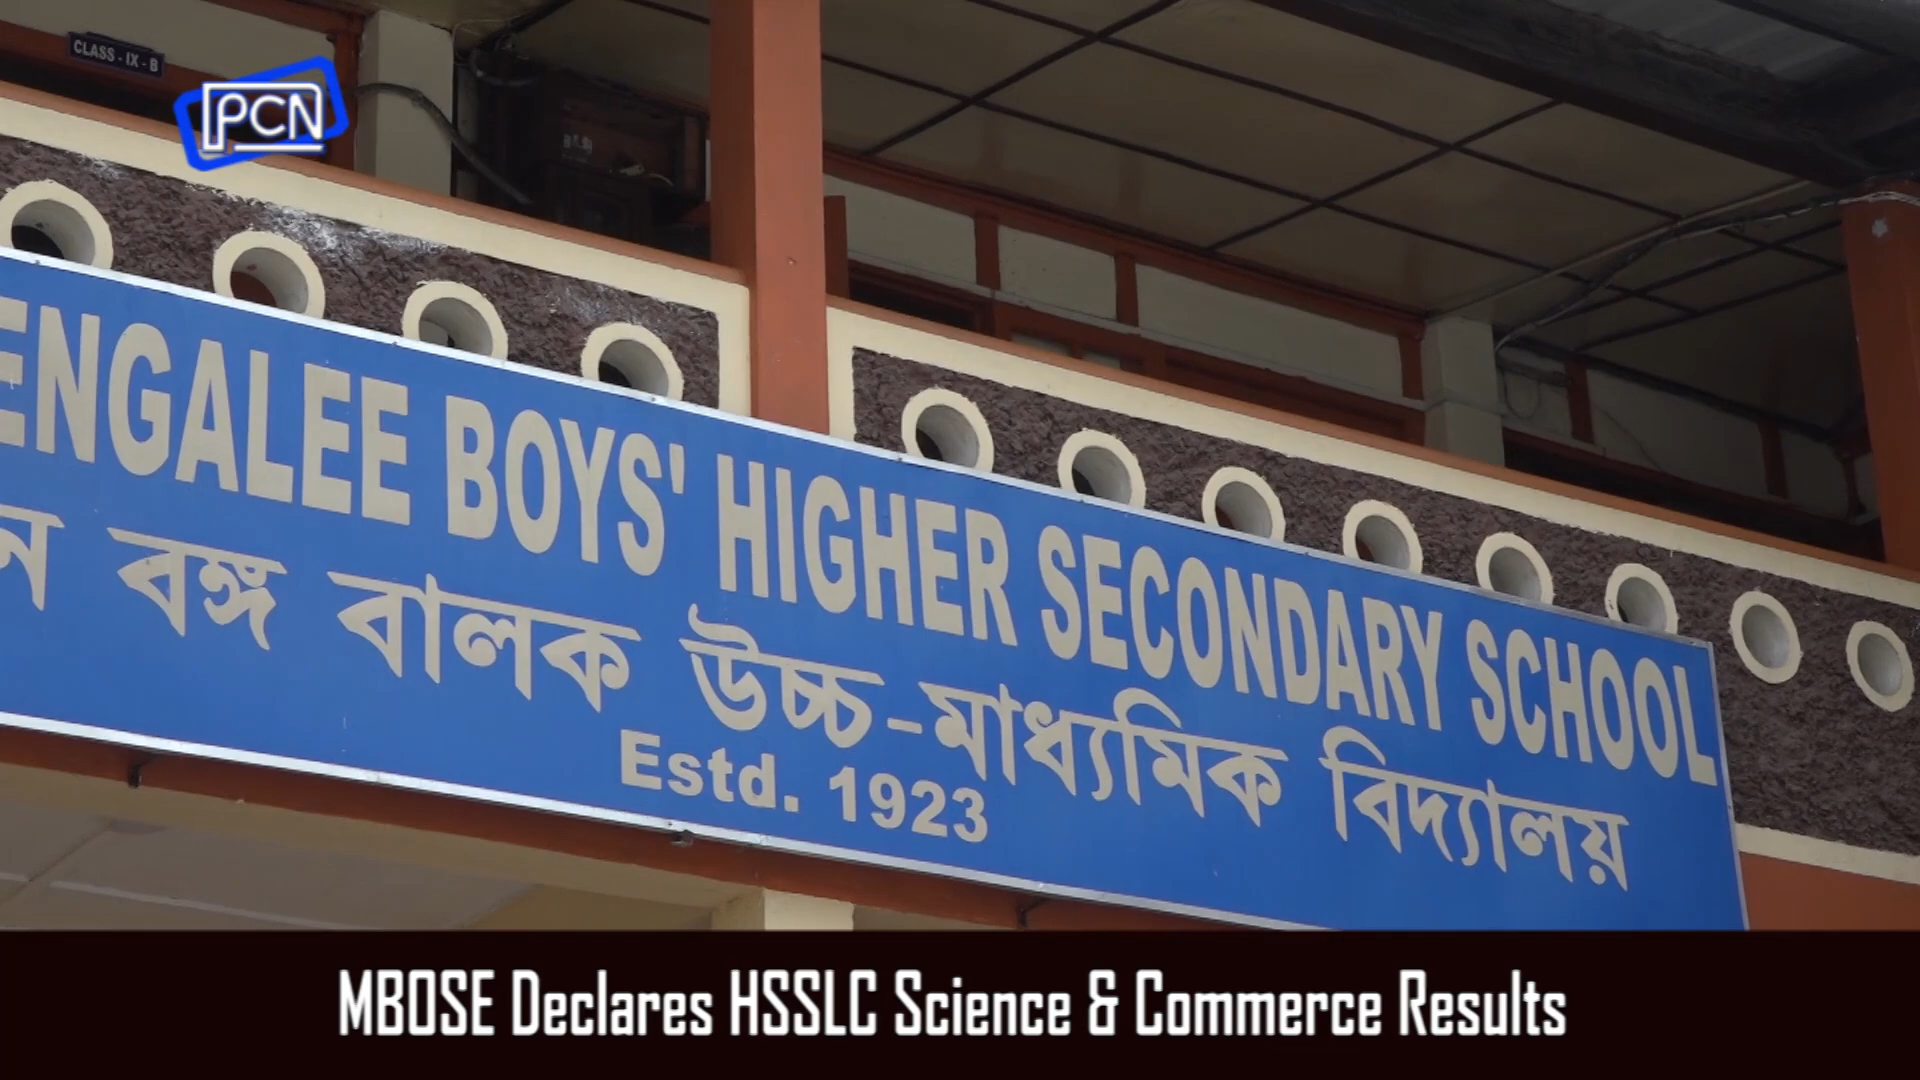 CLASS - IX - B
PCN
ENGALEE BOYS' HIGHER SECONDARY SCHOOL
ন বঙ্গ বালক উচ্চ-মাধ্যমিক বিদ্যালয়
Estd. 1923
MBOSE Declares HSSLC Science & Commerce Results